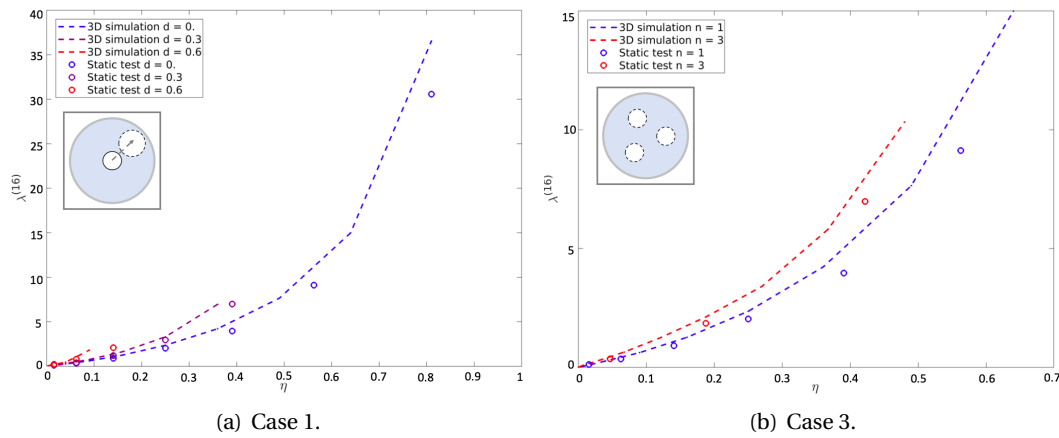 40
35
30
25
20
15
10
5
0
λ(16)
3D simulation d = 0.
3D simulation d = 0.3
3D simulation d = 0.6
Static test d = 0.
Static test d = 0.3
Static test d = 0.6
0 0.1 0.2 0.3 0.4 0.5 0.6 0.7 0.8 0.9 1
η
(a) Case 1.
15
10
5
0
λ(16)
3D simulation n = 1
3D simulation n = 3
Static test n = 1
Static test n = 3
0 0.1 0.2 0.3 0.4 0.5 0.6 0.7
η
(b) Case 3.